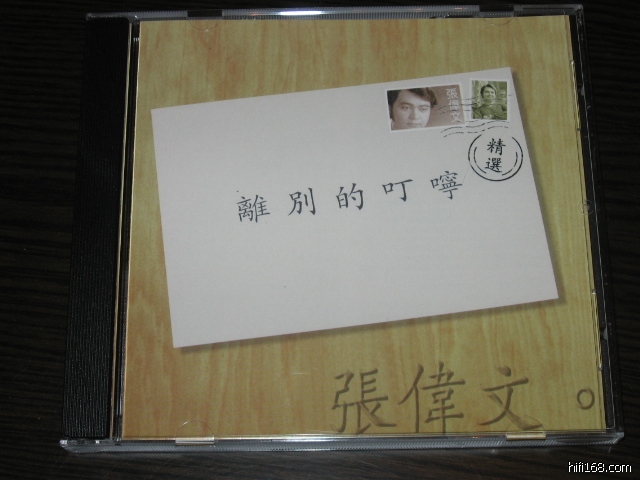 張偉文
精
選
離別的叮嚀
張偉文。
hifi168.com